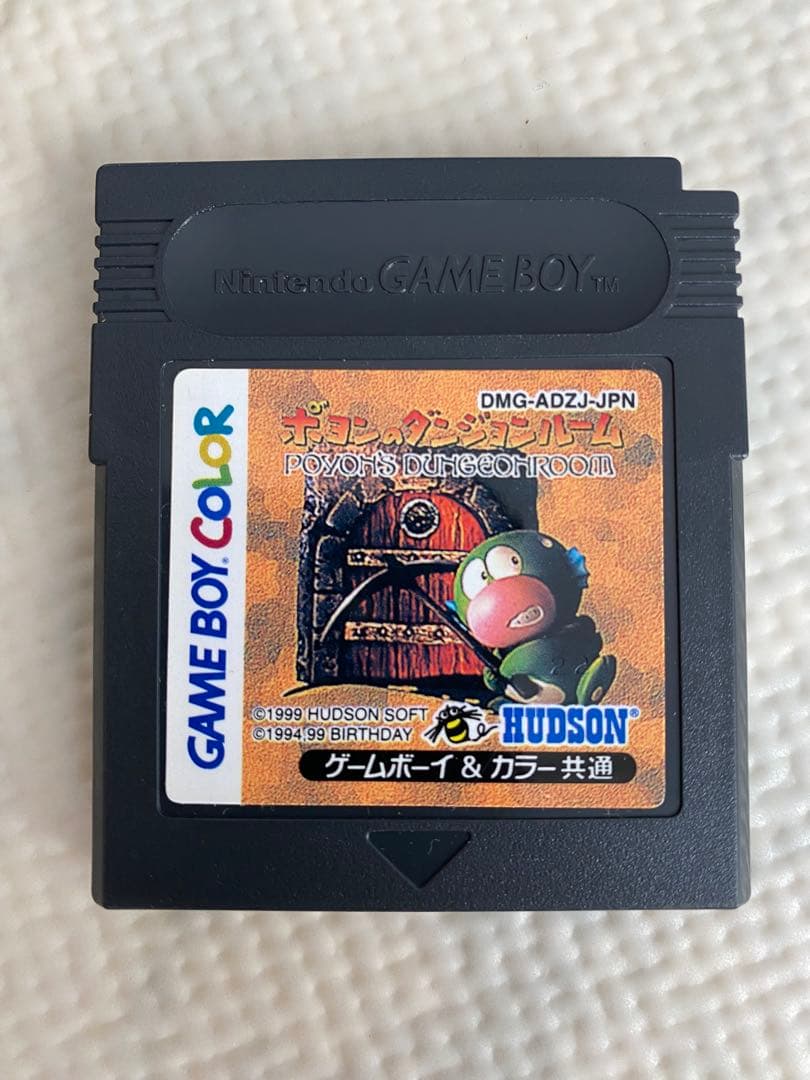 Nintendo GAME BOY TM
GAME BOY COLOR
DMG-ADZJ-JPN
ポヨンのダンジョンルーム
POYON'S DUNGEONROOM
©1999 HUDSON SOFT
©1994,99 BIRTHDAY
HUDSON®
ゲームボーイ & カラー共通